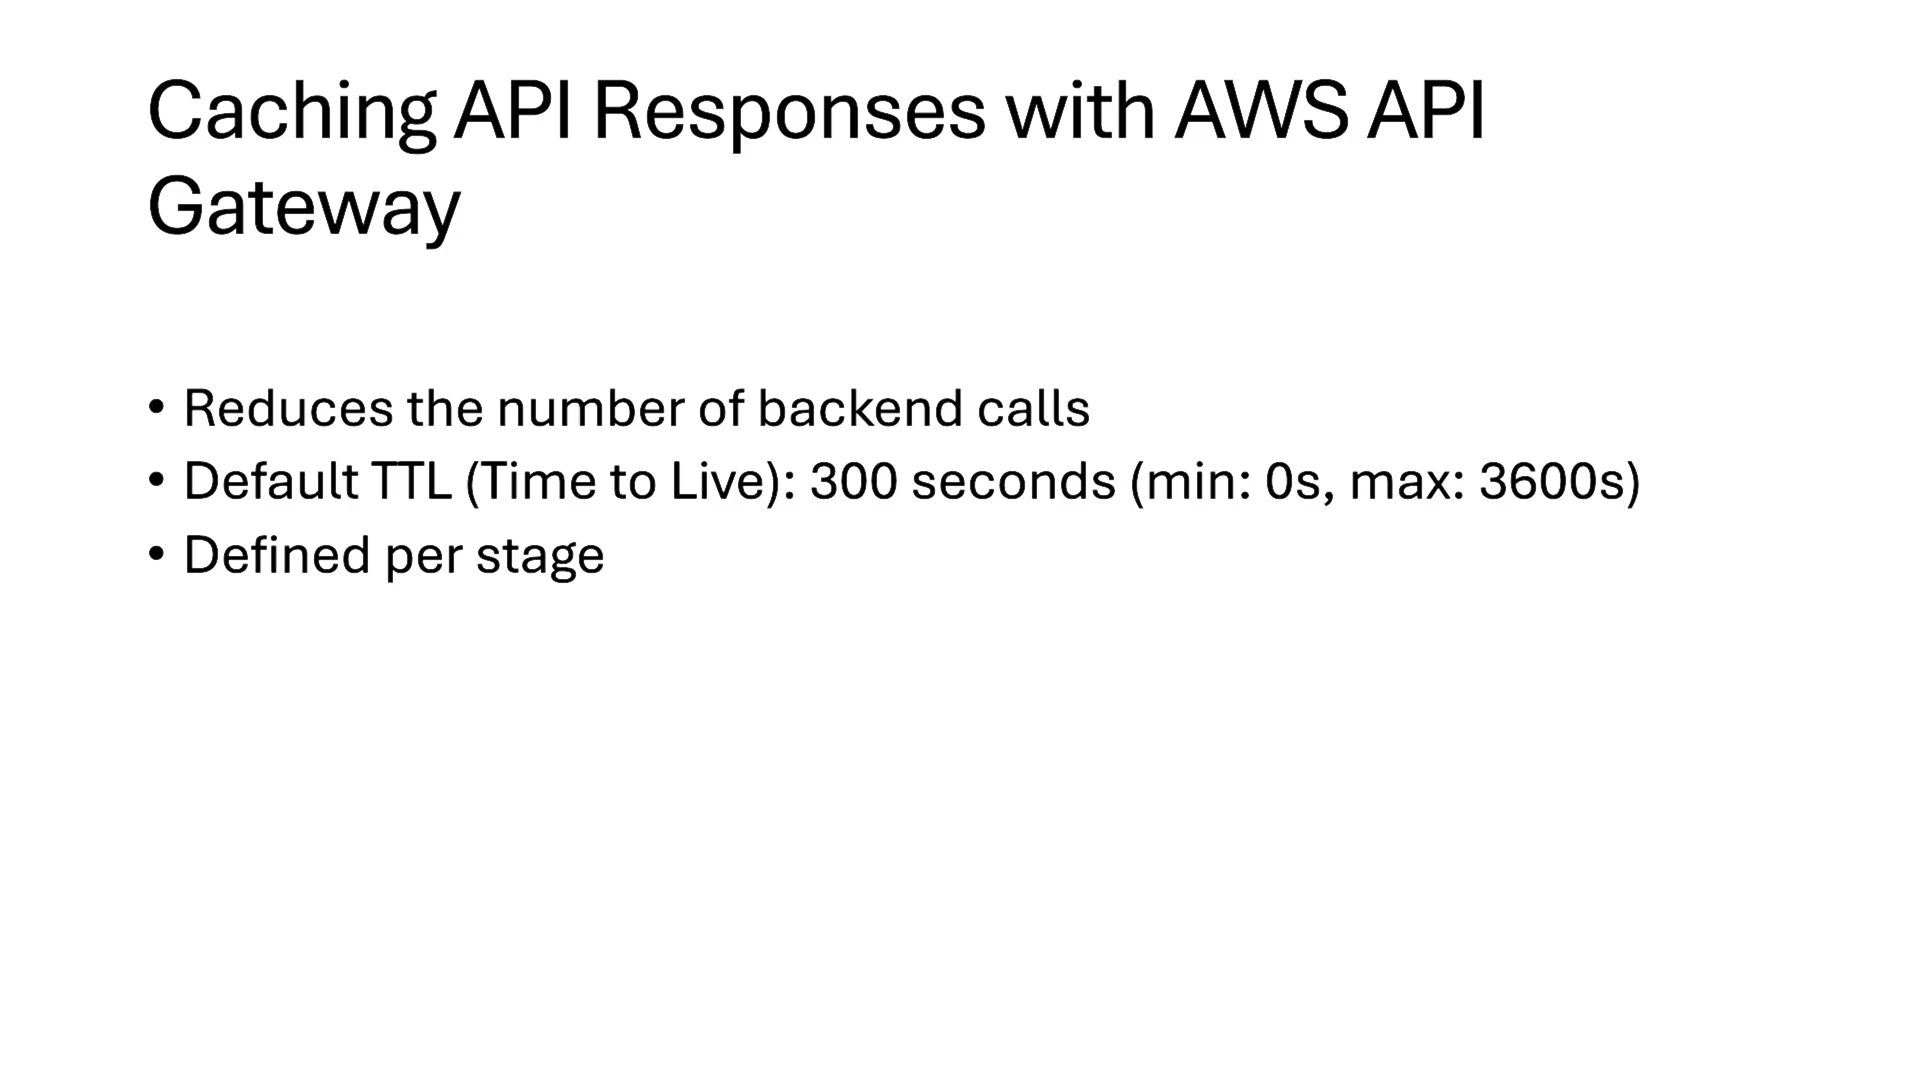 Caching API Responses with AWS API
Gateway
• Reduces the number of backend calls
• Default TTL (Time to Live): 300 seconds (min: 0s, max: 3600s)
• Defined per stage